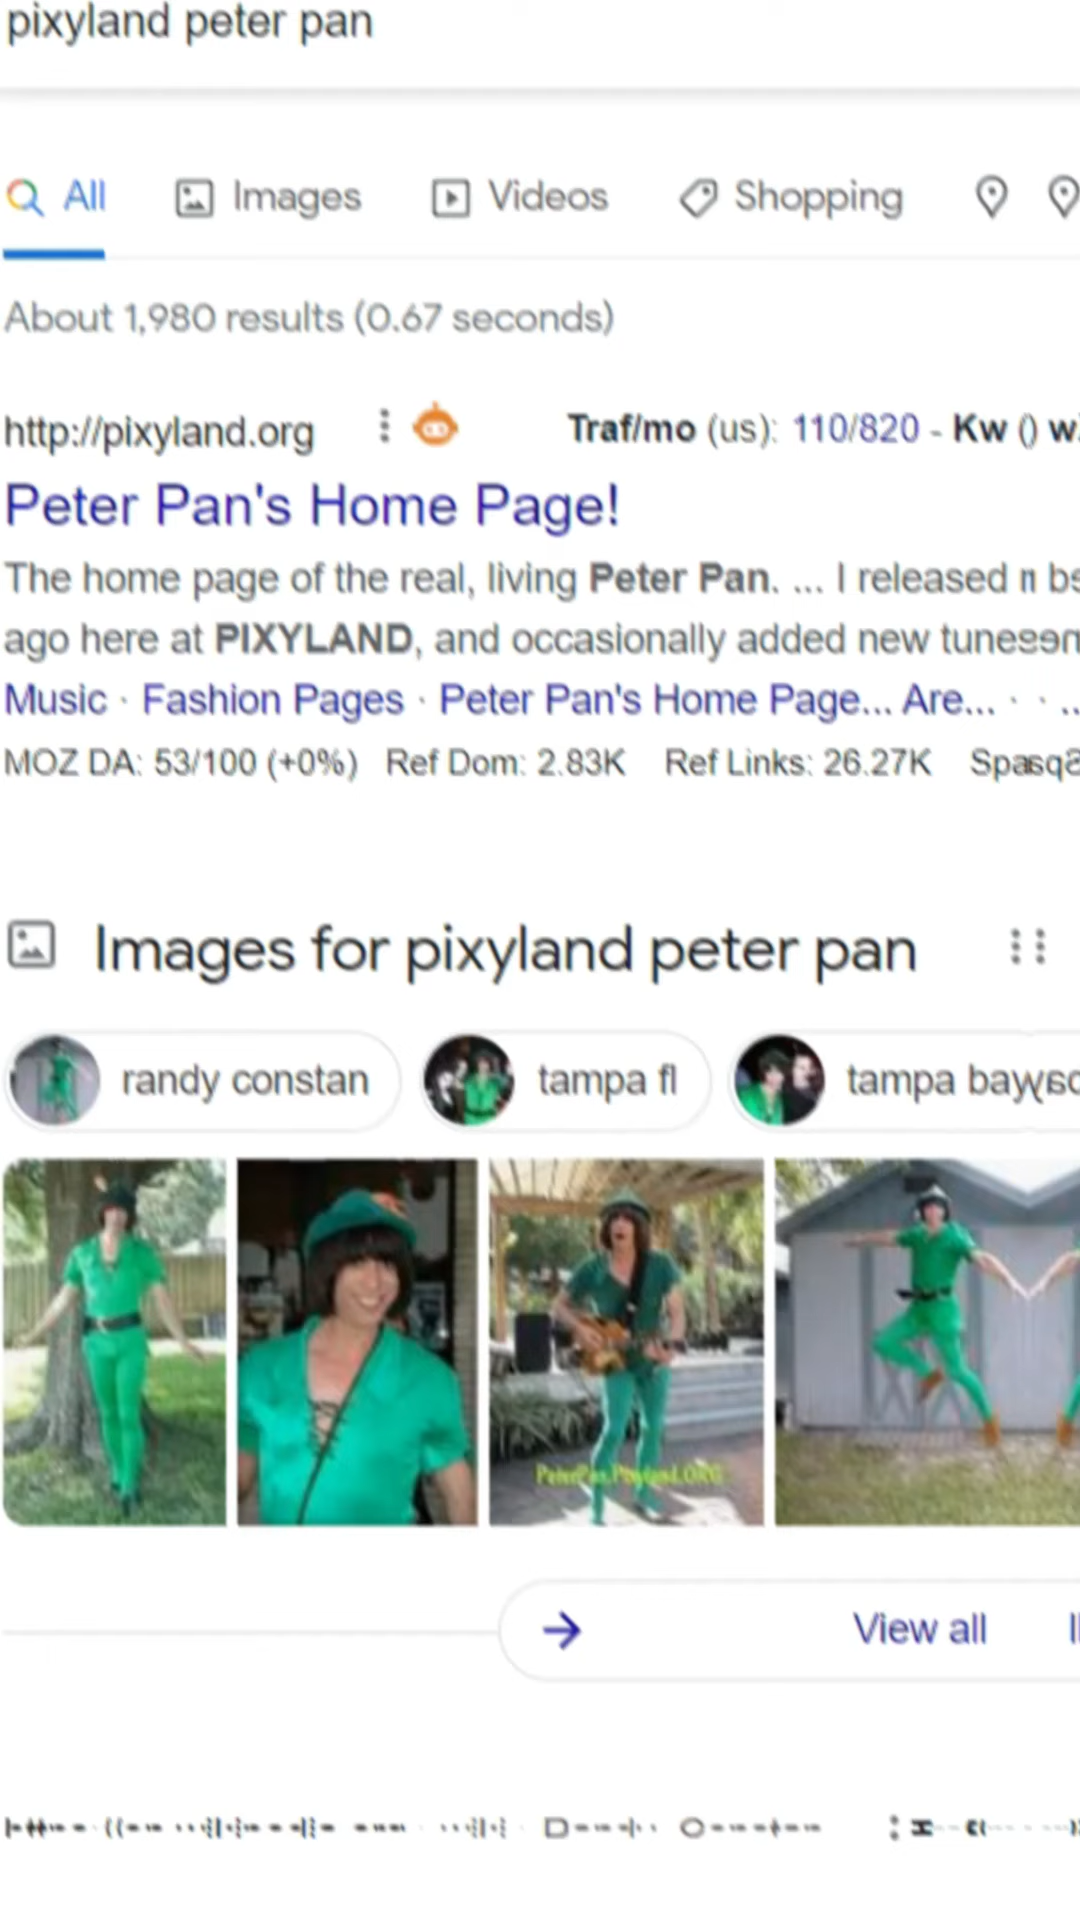 pixyland peter pan
All Images Videos Shopping
About 1,980 results (0.67 seconds)
http://pixyland.org Traf/mo (us): 110/820 - Kw ()
Peter Pan's Home Page!
The home page of the real, living Peter Pan. ... I released
ago here at PIXYLAND, and occasionally added new
Music · Fashion Pages · Peter Pan's Home Page... Are... · · ..
MOZ DA: 53/100 (+0%) Ref Dom: 2.83K Ref Links: 26.27K
Images for pixyland peter pan
randy constan tampa fl tampa
View all